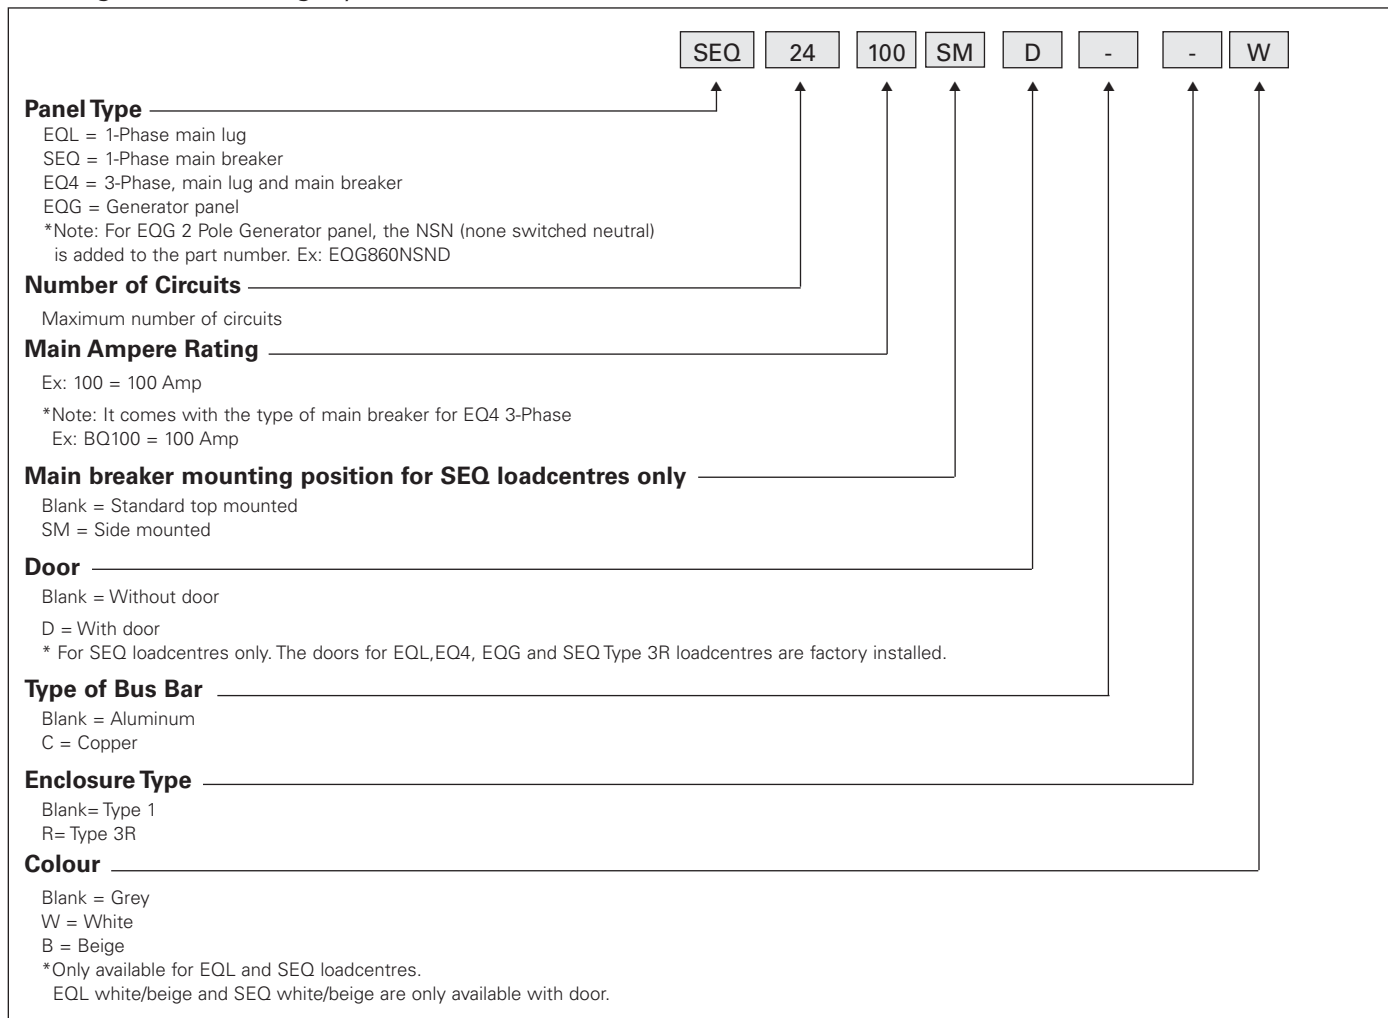 SEQ 24 100 SM D - - W
Panel Type
EQL = 1-Phase main lug
SEQ = 1-Phase main breaker
EQ4 = 3-Phase, main lug and main breaker
EQG = Generator panel
*Note: For EQG 2 Pole Generator panel, the NSN (none switched neutral)
is added to the part number. Ex: EQG860NSND
Number of Circuits
Maximum number of circuits
Main Ampere Rating
Ex: 100 = 100 Amp
*Note: It comes with the type of main breaker for EQ4 3-Phase
Ex: BQ100 = 100 Amp
Main breaker mounting position for SEQ loadcentres only
Blank = Standard top mounted
SM = Side mounted
Door
Blank = Without door
D = With door
* For SEQ loadcentres only. The doors for EQL,EQ4, EQG and SEQ Type 3R loadcentres are factory installed.
Type of Bus Bar
Blank = Aluminum
C = Copper
Enclosure Type
Blank= Type 1
R= Type 3R
Colour
Blank = Grey
W = White
B = Beige
*Only available for EQL and SEQ loadcentres.
EQL white/beige and SEQ white/beige are only available with door.